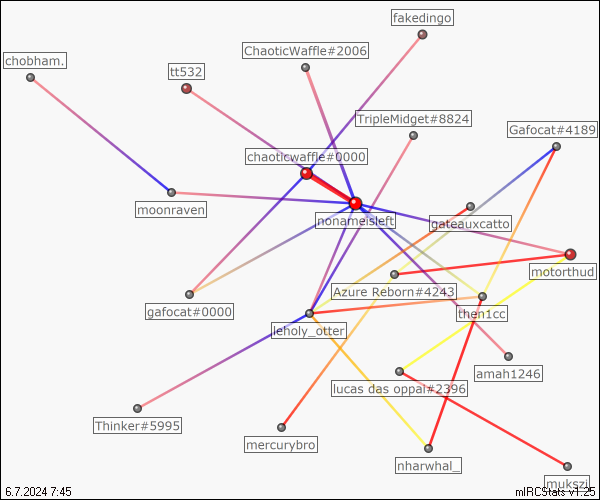 fakedingo
ChaoticWaffle#2006
chobham.
tt532
TripleMidget#8824
Gafocat#4189
chaoticwaffle#0000
moonraven
nonameisleft
gateauxcatto
motorthud
Azure Reborn#4243
gafocat#0000
then1cc
leholy_otter
amah1246
lucas das oppai#2396
Thinker#5995
mercurybro
nharwhal_
mukszi
6.7.2024 7:45
mIRCStats v1.25